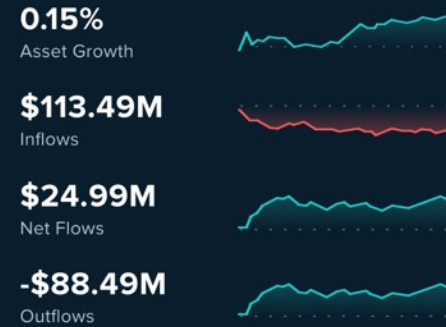 0.15%
Asset Growth
$113.49M
Inflows
$24.99M
Net Flows
-$88.49M
Outflows